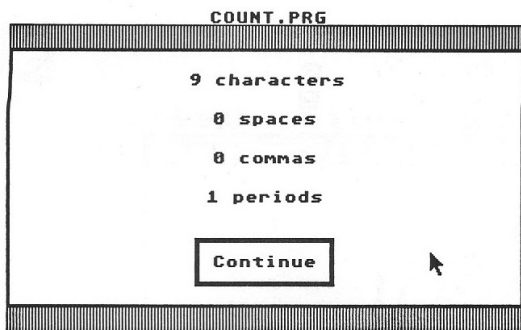 COUNT.PRG
9 characters
0 spaces
0 commas
1 periods
Continue